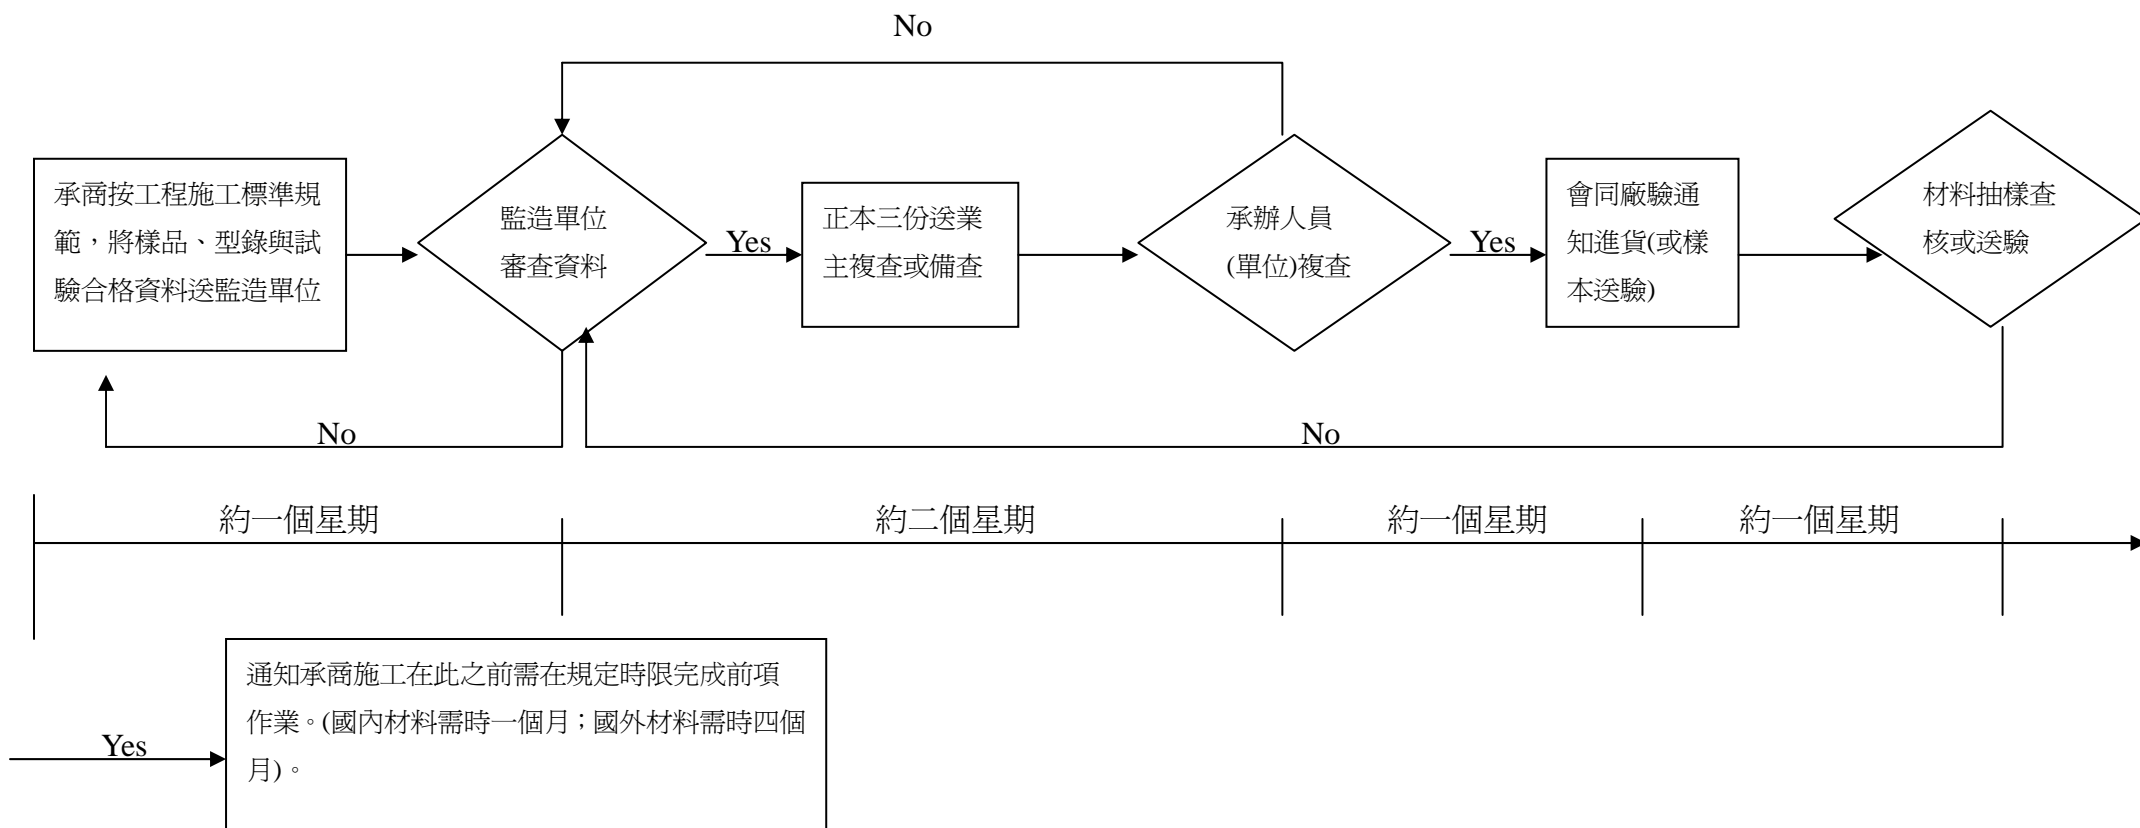 No
承商按工程施工標準規
範，將樣品、型錄與試
驗合格資料送監造單位
監造單位
審查資料
Yes
正本三份送業
主複查或備查
承辦人員
(單位)複查
Yes
會同廠驗通
知進貨(或樣
本送驗)
材料抽樣查
核或送驗
No
No
約一個星期
約二個星期
約一個星期
約一個星期
Yes
通知承商施工在此之前需在規定時限完成前項
作業。(國內材料需時一個月；國外材料需時四個
月)。